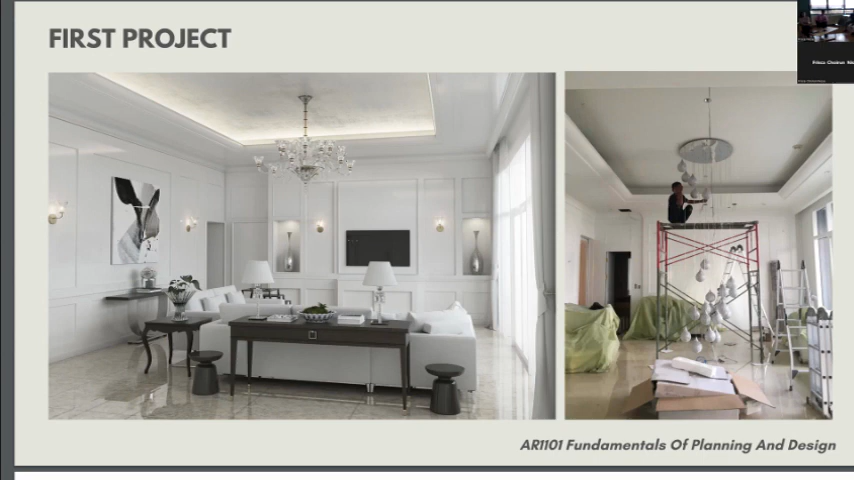 FIRST PROJECT
AR1101 Fundamentals Of Planning And Design